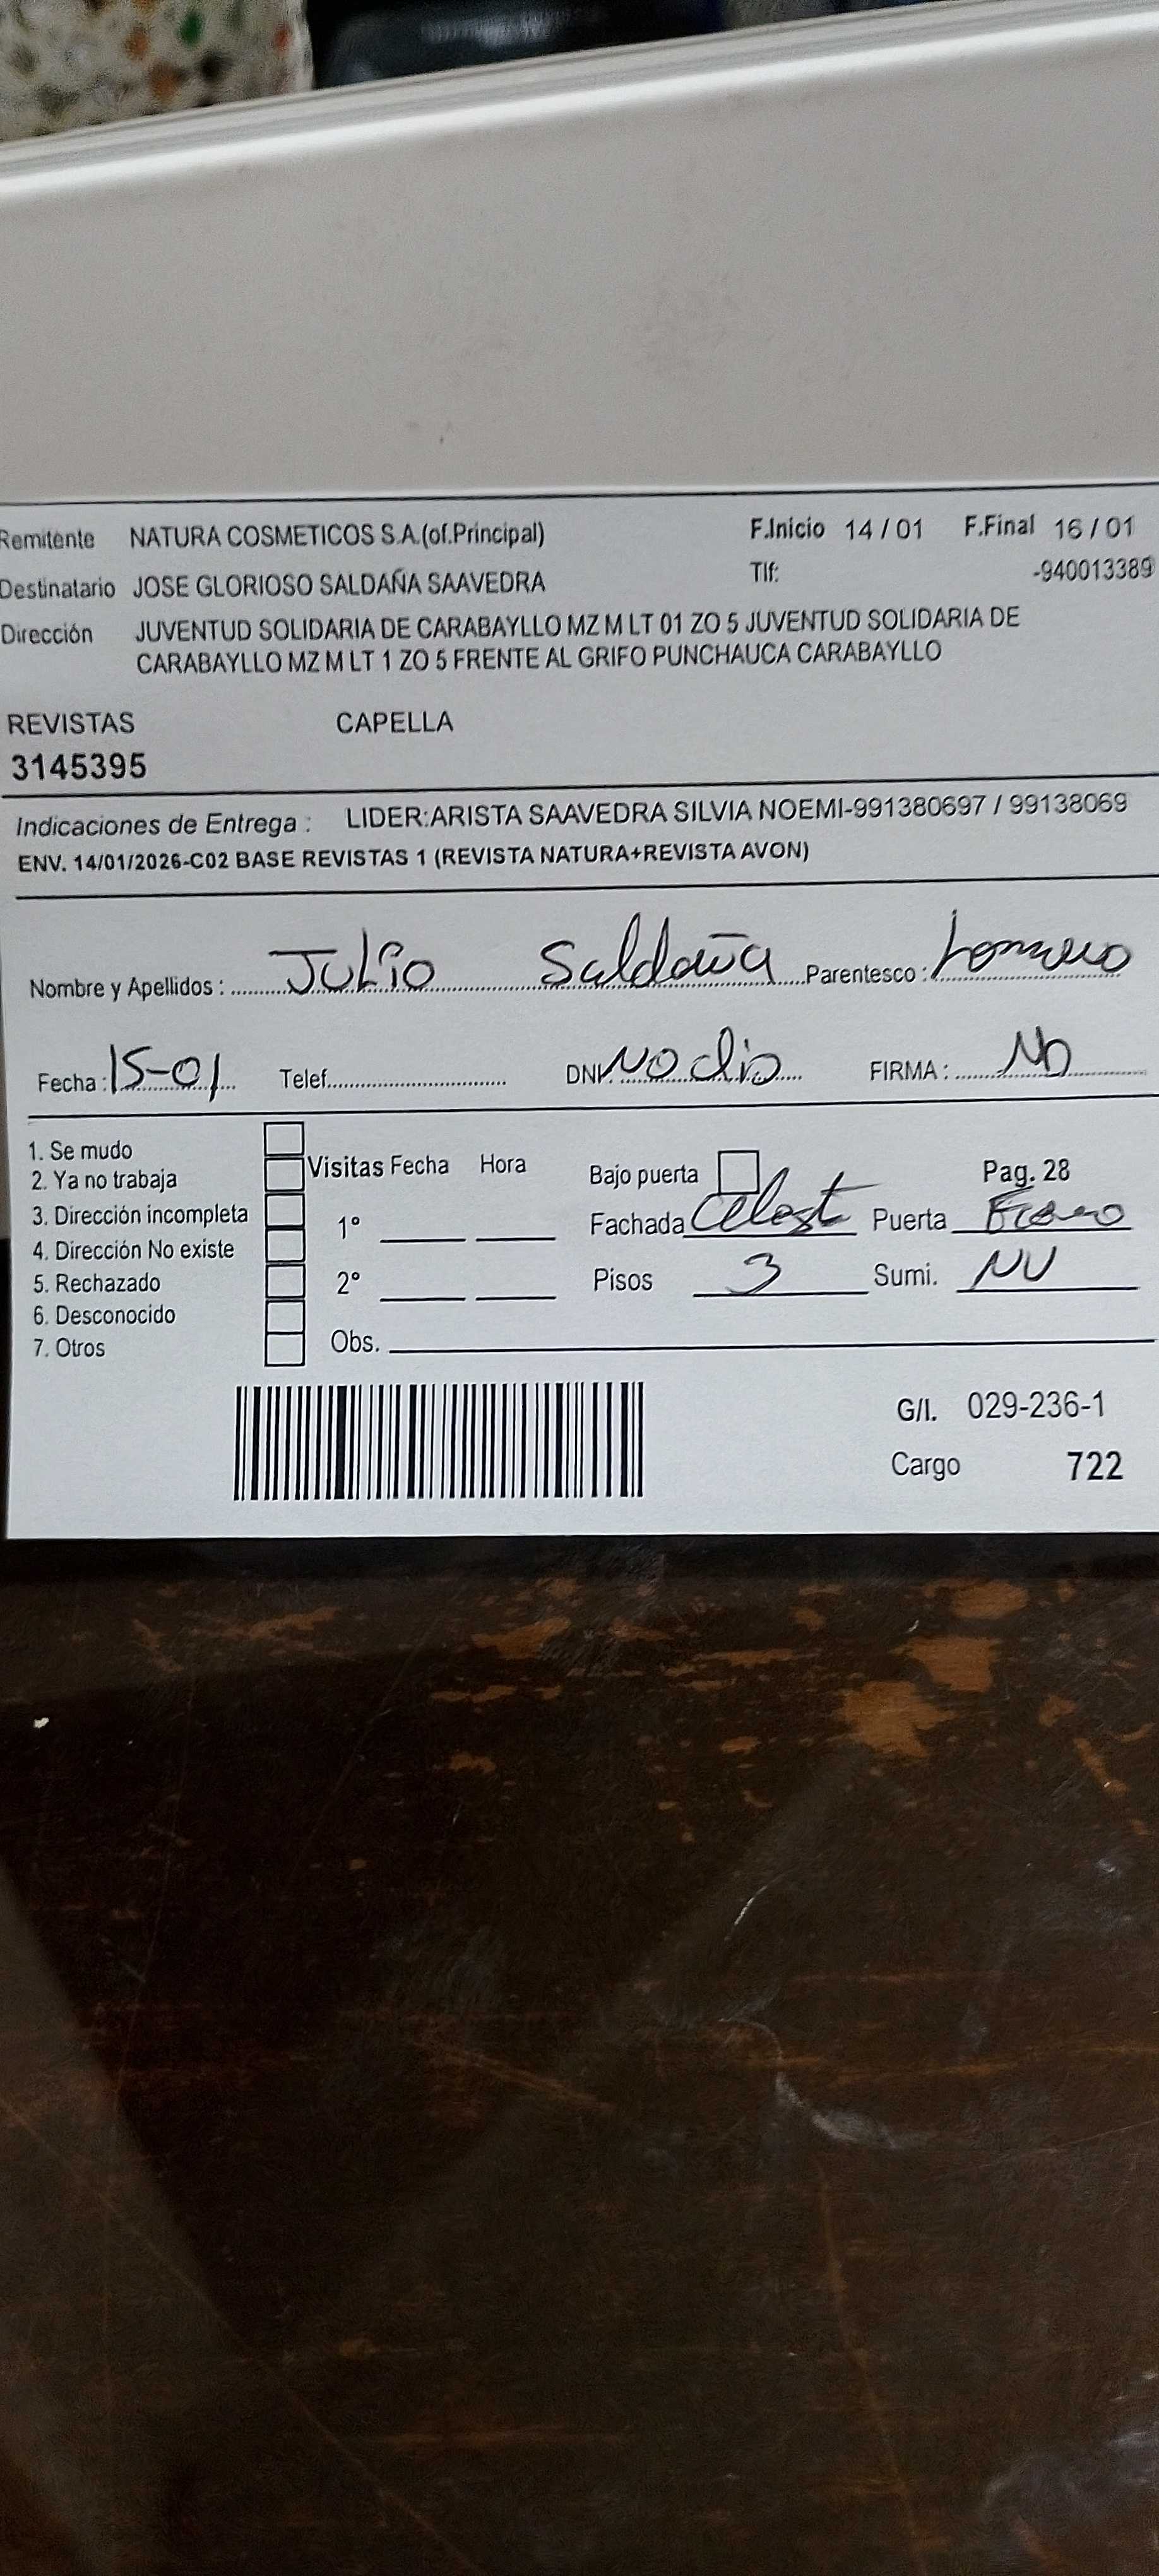 Remitente NATURA COSMETICOS S.A.(of.Principal) F.Inicio 14 / 01 F.Final 16 / 01
Destinatario JOSE GLORIOSO SALDAÑA SAAVEDRA Tlf: -940013389
Dirección JUVENTUD SOLIDARIA DE CARABAYLLO MZ M LT 01 ZO 5 JUVENTUD SOLIDARIA DE
CARABAYLLO MZ M LT 1 ZO 5 FRENTE AL GRIFO PUNCHAUCA CARABAYLLO
REVISTAS CAPELLA
3145395
Indicaciones de Entrega : LIDER:ARISTA SAAVEDRA SILVIA NOEMI-991380697 / 99138069
ENV. 14/01/2026-C02 BASE REVISTAS 1 (REVISTA NATURA+REVISTA AVON)
Nombre y Apellidos : Julio Saldaña Parentesco :
Fecha : 15-01 Telef. DNI. NO dio FIRMA : NO
1. Se mudo
2. Ya no trabaja Visitas Fecha Hora Bajo puerta Pag. 28
3. Dirección incompleta 1° Fachada Celest Puerta
4. Dirección No existe
5. Rechazado 2° Pisos 3 Sumi. NV
6. Desconocido
7. Otros Obs.
G/I. 029-236-1
Cargo 722